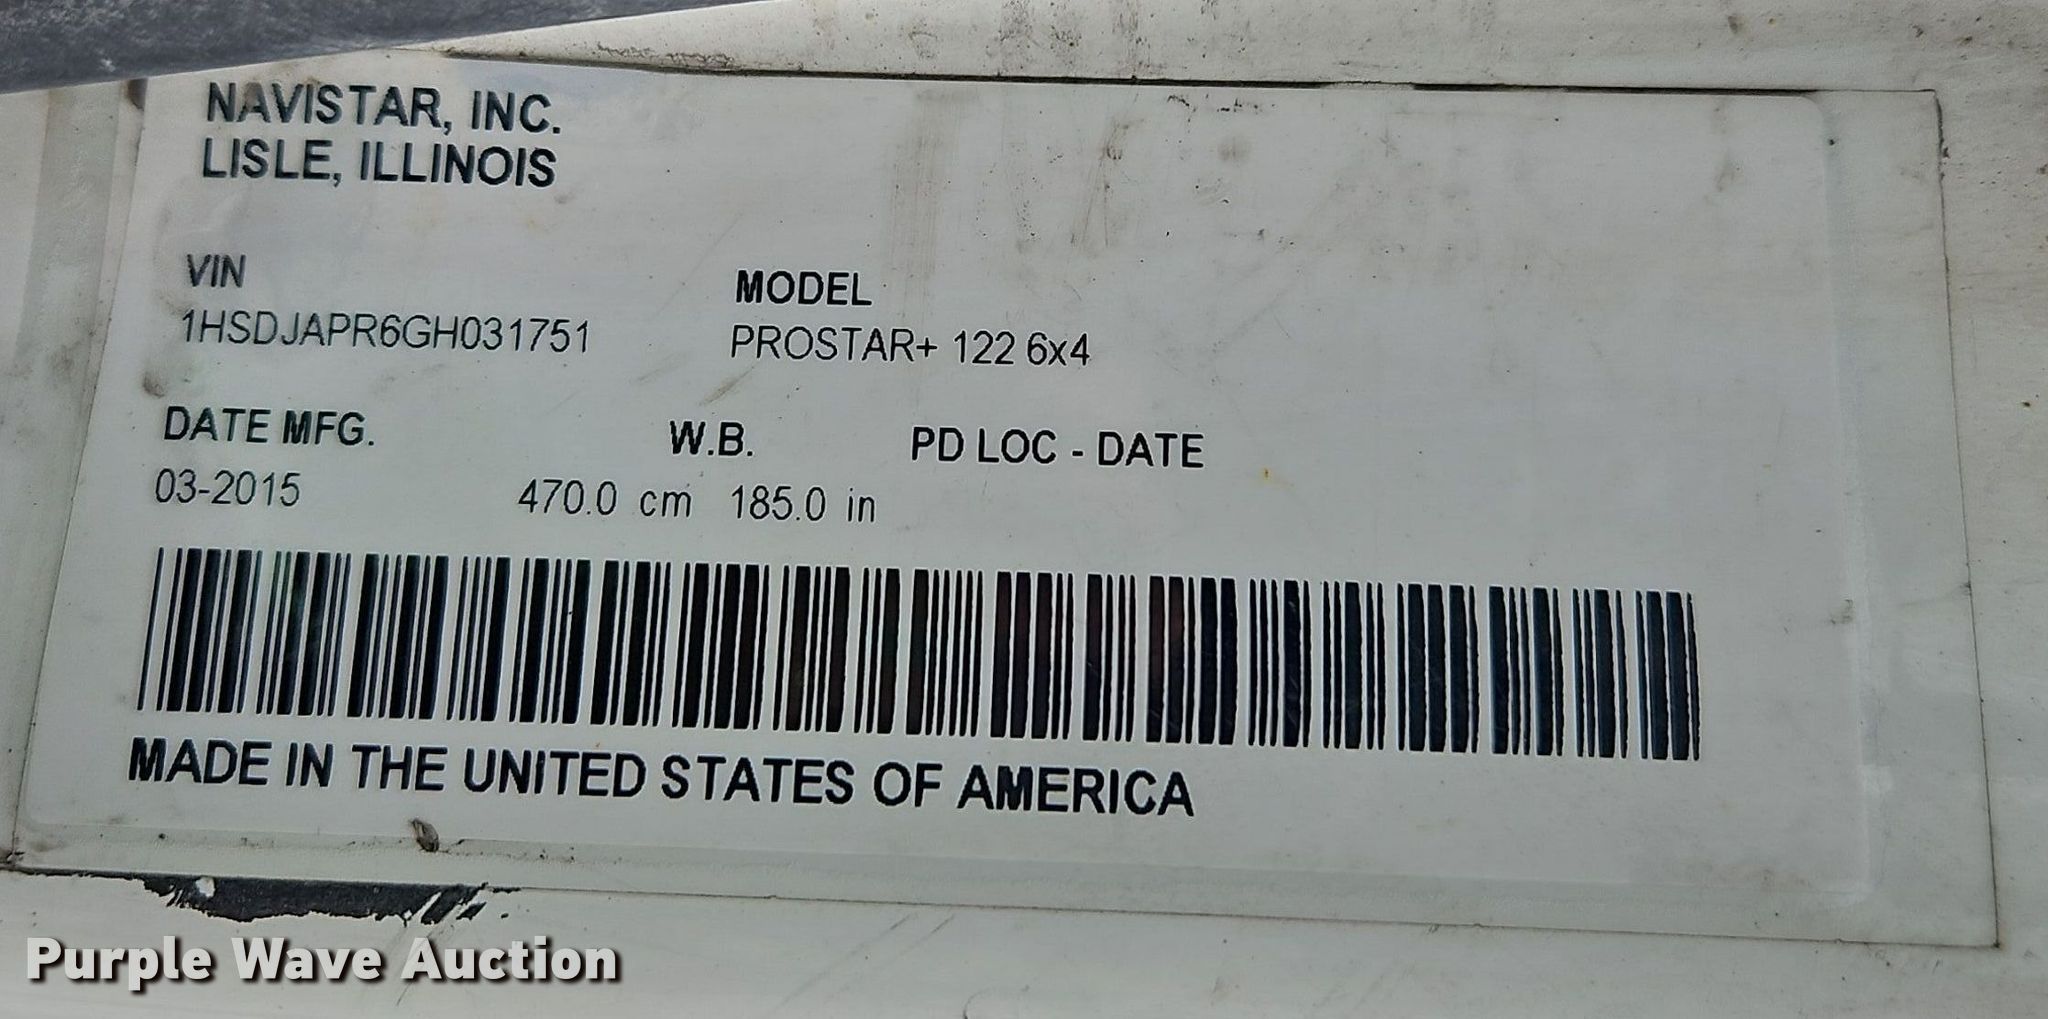 NAVISTAR, INC.
LISLE, ILLINOIS
VIN MODEL
1HSDJAPR6GH031751 PROSTAR+ 122 6x4
DATE MFG. W.B. PD LOC - DATE
03-2015 470.0 cm 185.0 in
MADE IN THE UNITED STATES OF AMERICA
Purple Wave Auction